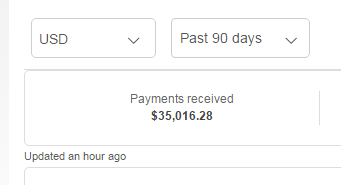 USD
Past 90 days
Payments received
$35,016.28
Updated an hour ago